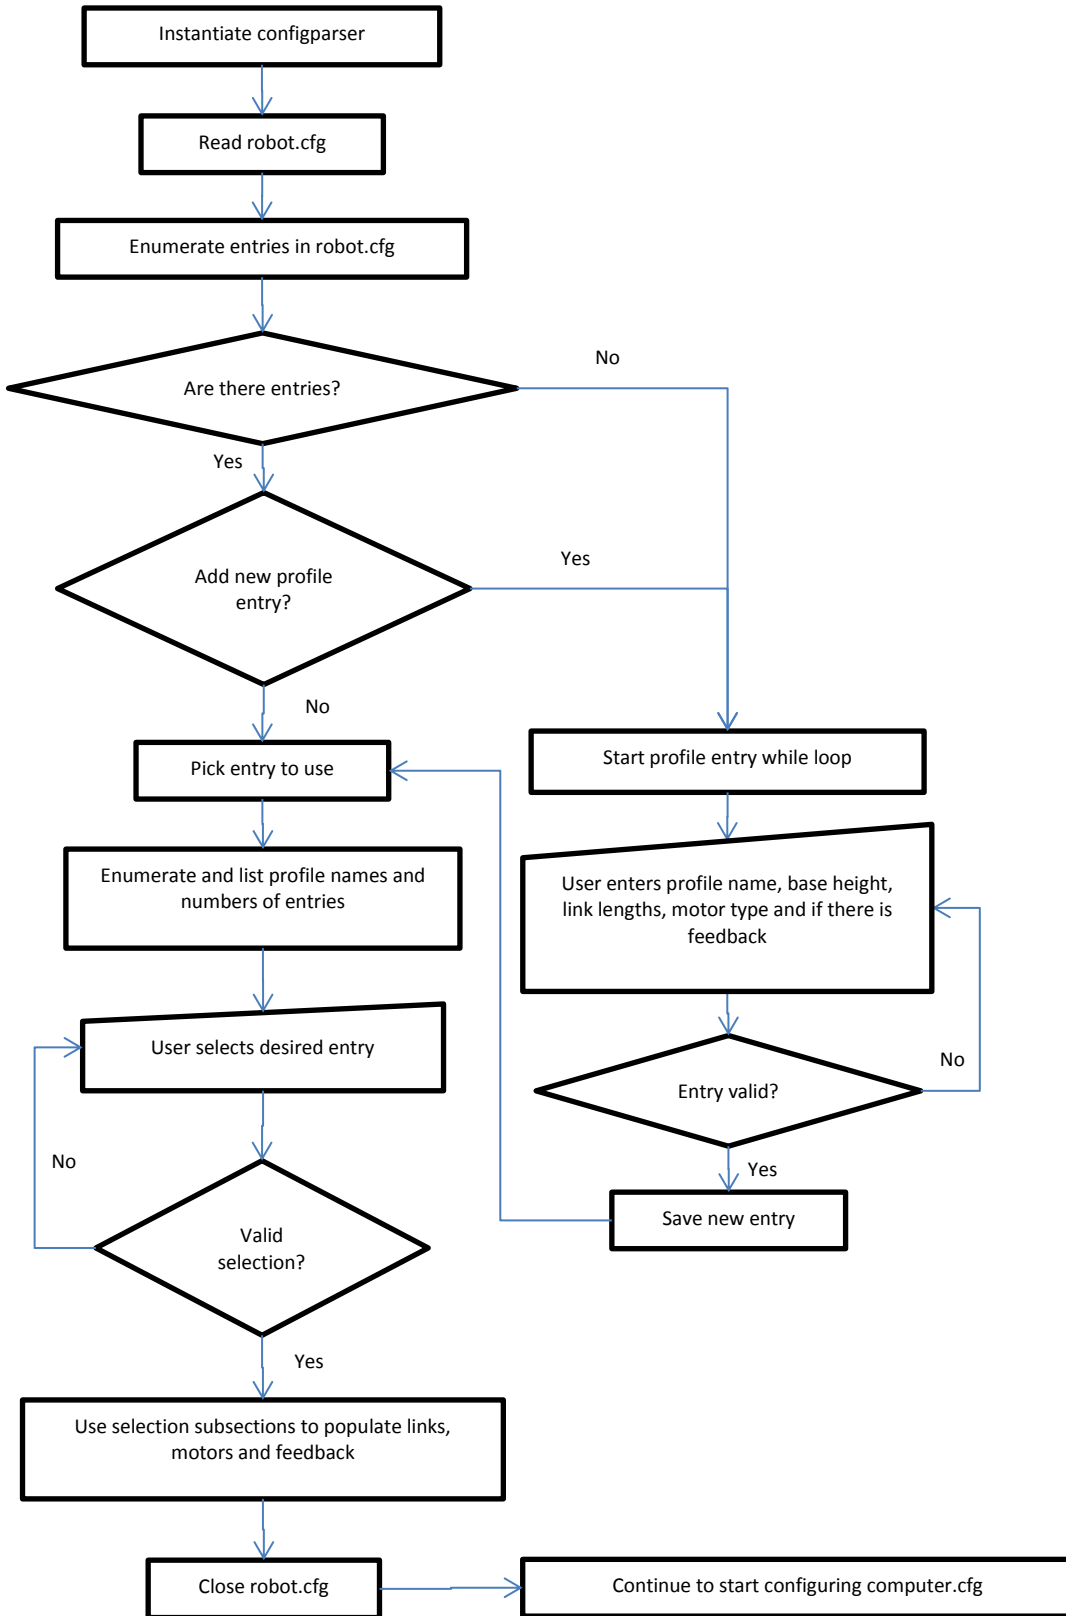 Instantiate configparser
Read robot.cfg
Enumerate entries in robot.cfg
Are there entries?
No
Yes
Add new profile
entry?
Yes
No
Pick entry to use
Start profile entry while loop
Enumerate and list profile names and
numbers of entries
User enters profile name, base height,
link lengths, motor type and if there is
feedback
User selects desired entry
Entry valid?
No
No
Yes
Valid
selection?
Save new entry
Yes
Use selection subsections to populate links,
motors and feedback
Close robot.cfg
Continue to start configuring computer.cfg